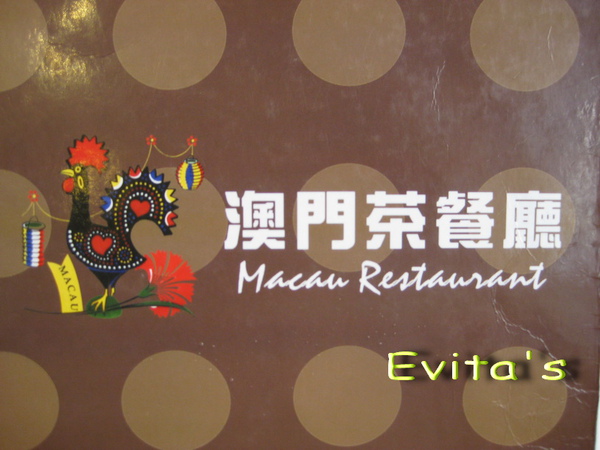 澳門茶餐廳
Macau Restaurant
MACAU
Evita's